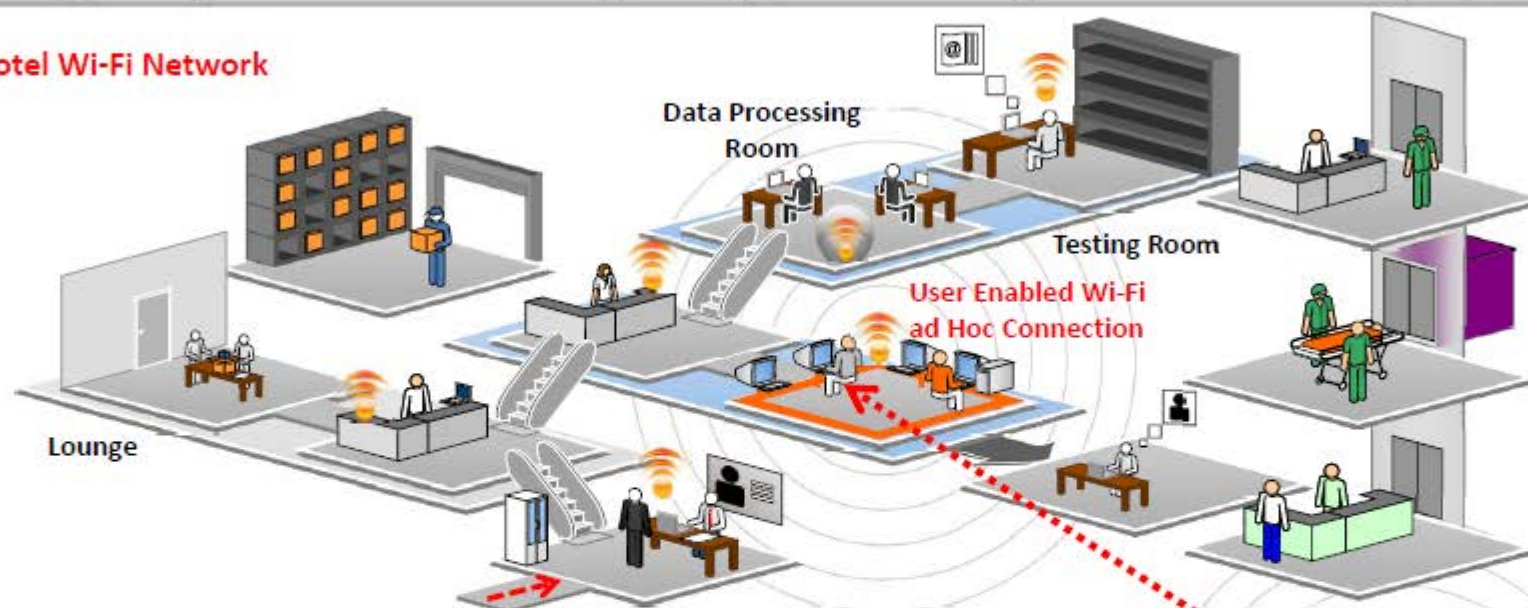 otel Wi-Fi Network
Data Processing
Room
@
Testing Room
User Enabled Wi-Fi
ad Hoc Connection
Lounge